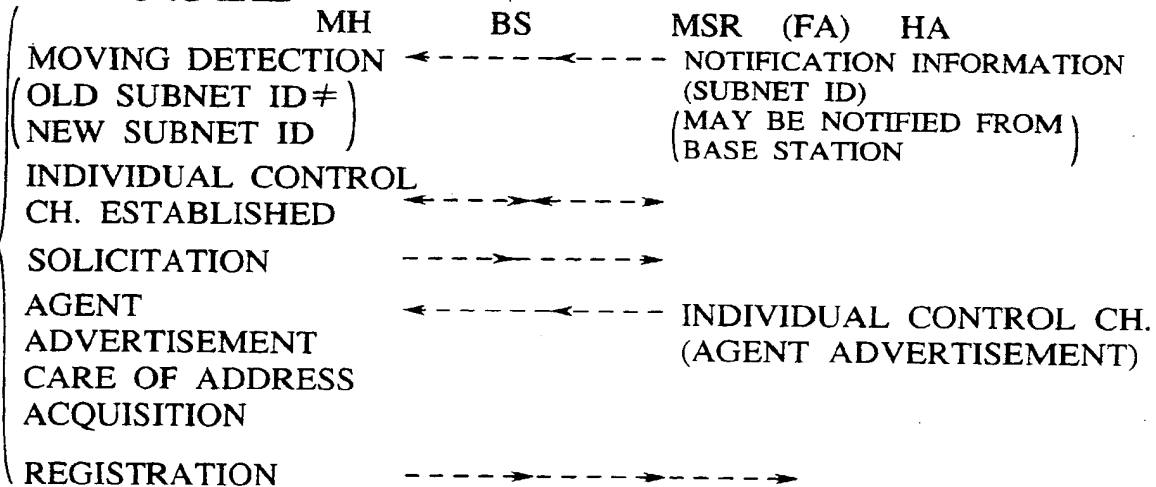 MH BS MSR (FA) HA
MOVING DETECTION
(OLD SUBNET ID≠
NEW SUBNET ID)
NOTIFICATION INFORMATION
(SUBNET ID)
(MAY BE NOTIFIED FROM
BASE STATION)
INDIVIDUAL CONTROL
CH. ESTABLISHED
SOLICITATION
AGENT
ADVERTISEMENT
CARE OF ADDRESS
ACQUISITION
INDIVIDUAL CONTROL CH.
(AGENT ADVERTISEMENT)
REGISTRATION